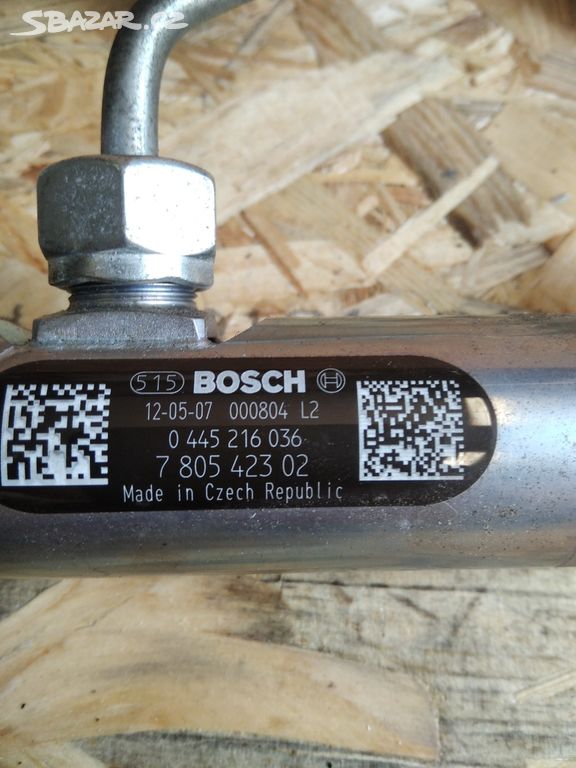 SBAZAR.CZ
515 BOSCH
12-05-07 000804 L2
0 445 216 036
7 805 423 02
Made in Czech Republic